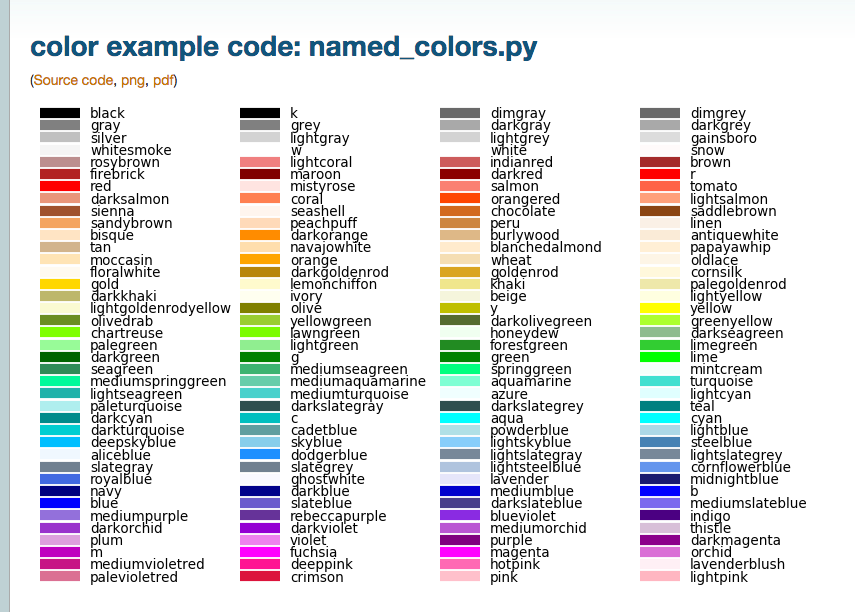 color example code: named_colors.py
(Source code, png, pdf)
black k dimgray dimgrey
gray grey darkgray darkgrey
silver lightgray lightgrey gainsboro
whitesmoke w white snow
rosybrown lightcoral indianred brown
firebrick maroon darkred r
red mistyrose salmon tomato
darksalmon coral orangered lightsalmon
sienna seashell chocolate saddlebrown
sandybrown peachpuff peru linen
bisque darkorange burlywood antiquewhite
tan navajowhite blanchedalmond papayawhip
moccasin orange wheat oldlace
floralwhite darkgoldenrod goldenrod cornsilk
gold lemonchiffon khaki palegoldenrod
darkkhaki ivory beige lightyellow
lightgoldenrodyellow olive y yellow
olivedrab yellowgreen darkolivegreen greenyellow
chartreuse lawngreen honeydew darkseagreen
palegreen lightgreen forestgreen limegreen
darkgreen g green lime
seagreen mediumseagreen springgreen mintcream
mediumspringgreen mediumaquamarine aquamarine turquoise
lightseagreen mediumturquoise azure lightcyan
paleturquoise darkslategray darkslategrey teal
darkcyan c aqua cyan
darkturquoise cadetblue powderblue lightblue
deepskyblue skyblue lightskyblue steelblue
aliceblue dodgerblue lightslategray lightslategrey
slategray slategrey lightsteelblue cornflowerblue
royalblue ghostwhite lavender midnightblue
navy darkblue mediumblue b
blue slateblue darkslateblue mediumslateblue
mediumpurple rebeccapurple blueviolet indigo
darkorchid darkviolet mediumorchid thistle
plum violet purple darkmagenta
m fuchsia magenta orchid
mediumvioletred deeppink hotpink lavenderblush
palevioletred crimson pink lightpink